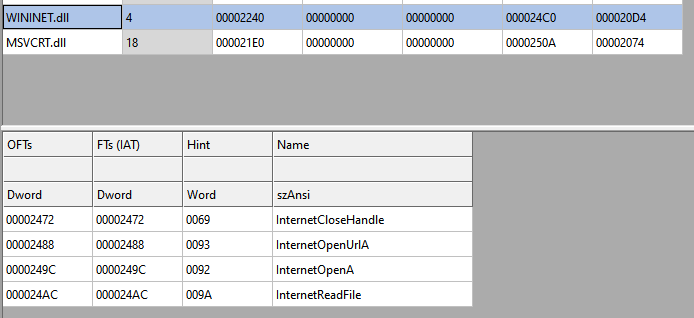 WININET.dll 4 00002240 00000000 00000000 000024C0 000020D4
MSVCRT.dll 18 000021E0 00000000 00000000 0000250A 00002074
OFTs FTs (IAT) Hint Name
Dword Dword Word szAnsi
00002472 00002472 0069 InternetCloseHandle
00002488 00002488 0093 InternetOpenUrlA
0000249C 0000249C 0092 InternetOpenA
000024AC 000024AC 009A InternetReadFile